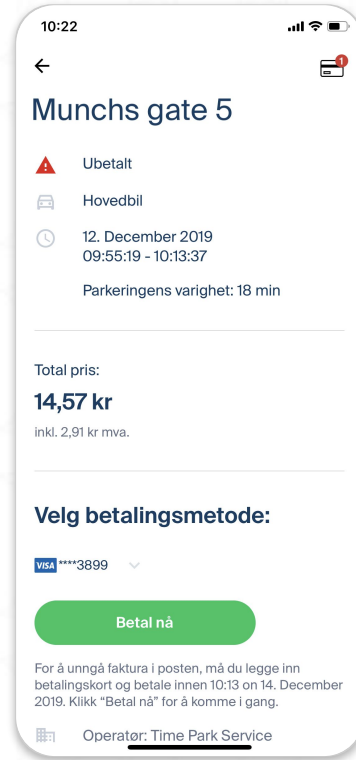 10:22
1
Munchs gate 5
Ubetalt
Hovedbil
12. December 2019
09:55:19 - 10:13:37
Parkeringens varighet: 18 min
Total pris:
14,57 kr
inkl. 2,91 kr mva.
Velg betalingsmetode:
VISA ****3899
Betal nå
For å unngå faktura i posten, må du legge inn
betalingskort og betale innen 10:13 on 14. December
2019. Klikk “Betal nå” for å komme i gang.
Operatør: Time Park Service